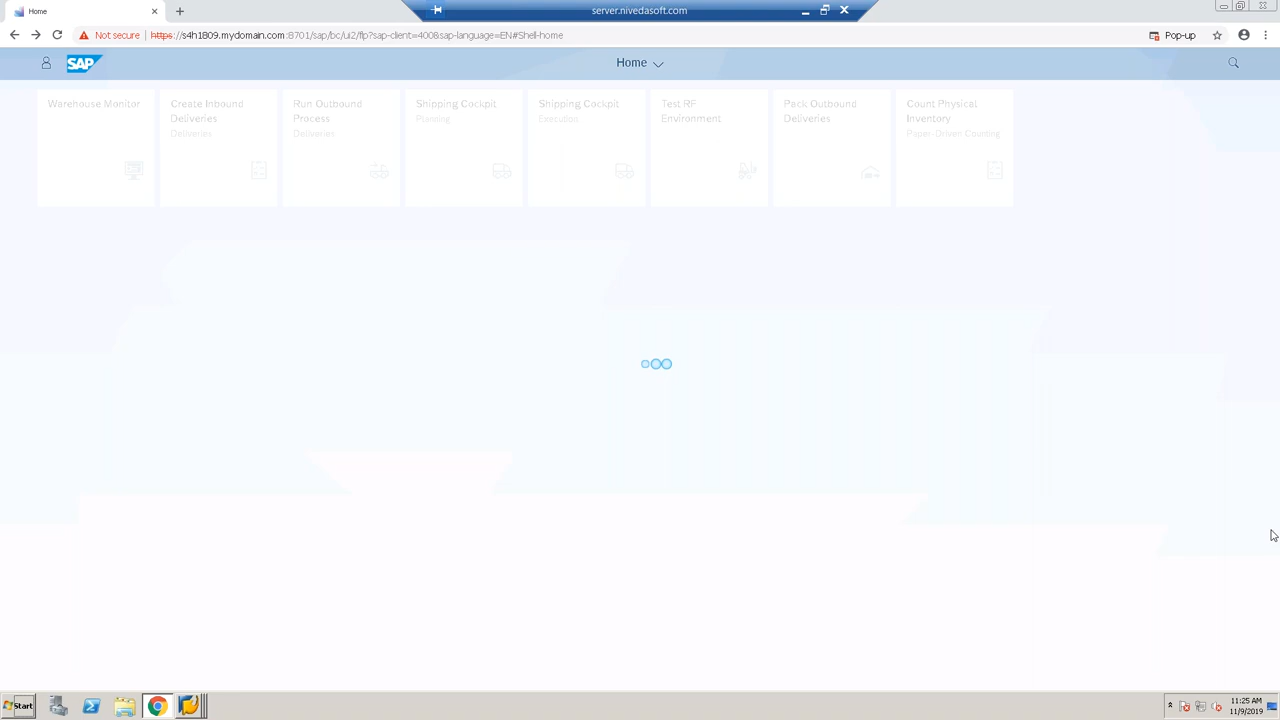 Home
server.nivedasoft.com
Not secure
https://s4h1809.mydomain.com:8701/sap/bc/ui2/flp?sap-client=400&sap-language=EN#Shell-home
Pop-up
SAP
Home
Warehouse Monitor
Create Inbound
Deliveries
Deliveries
Run Outbound
Process
Deliveries
Shipping Cockpit
Planning
Shipping Cockpit
Execution
Test RF
Environment
Pack Outbound
Deliveries
Count Physical
Inventory
Paper-Driven Counting
Start
11:25 AM
11/9/2019